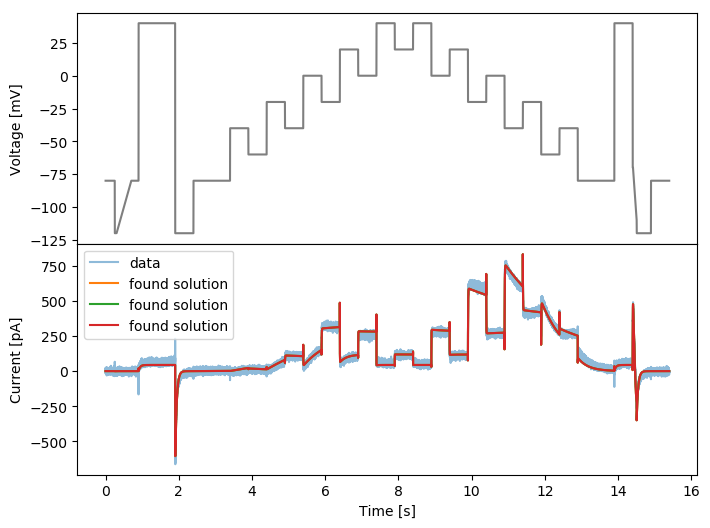 Voltage [mV]
25
0
−25
−50
−75
−100
−125
Current [pA]
750
500
250
0
−250
−500
data
found solution
found solution
found solution
0 2 4 6 8 10 12 14 16
Time [s]